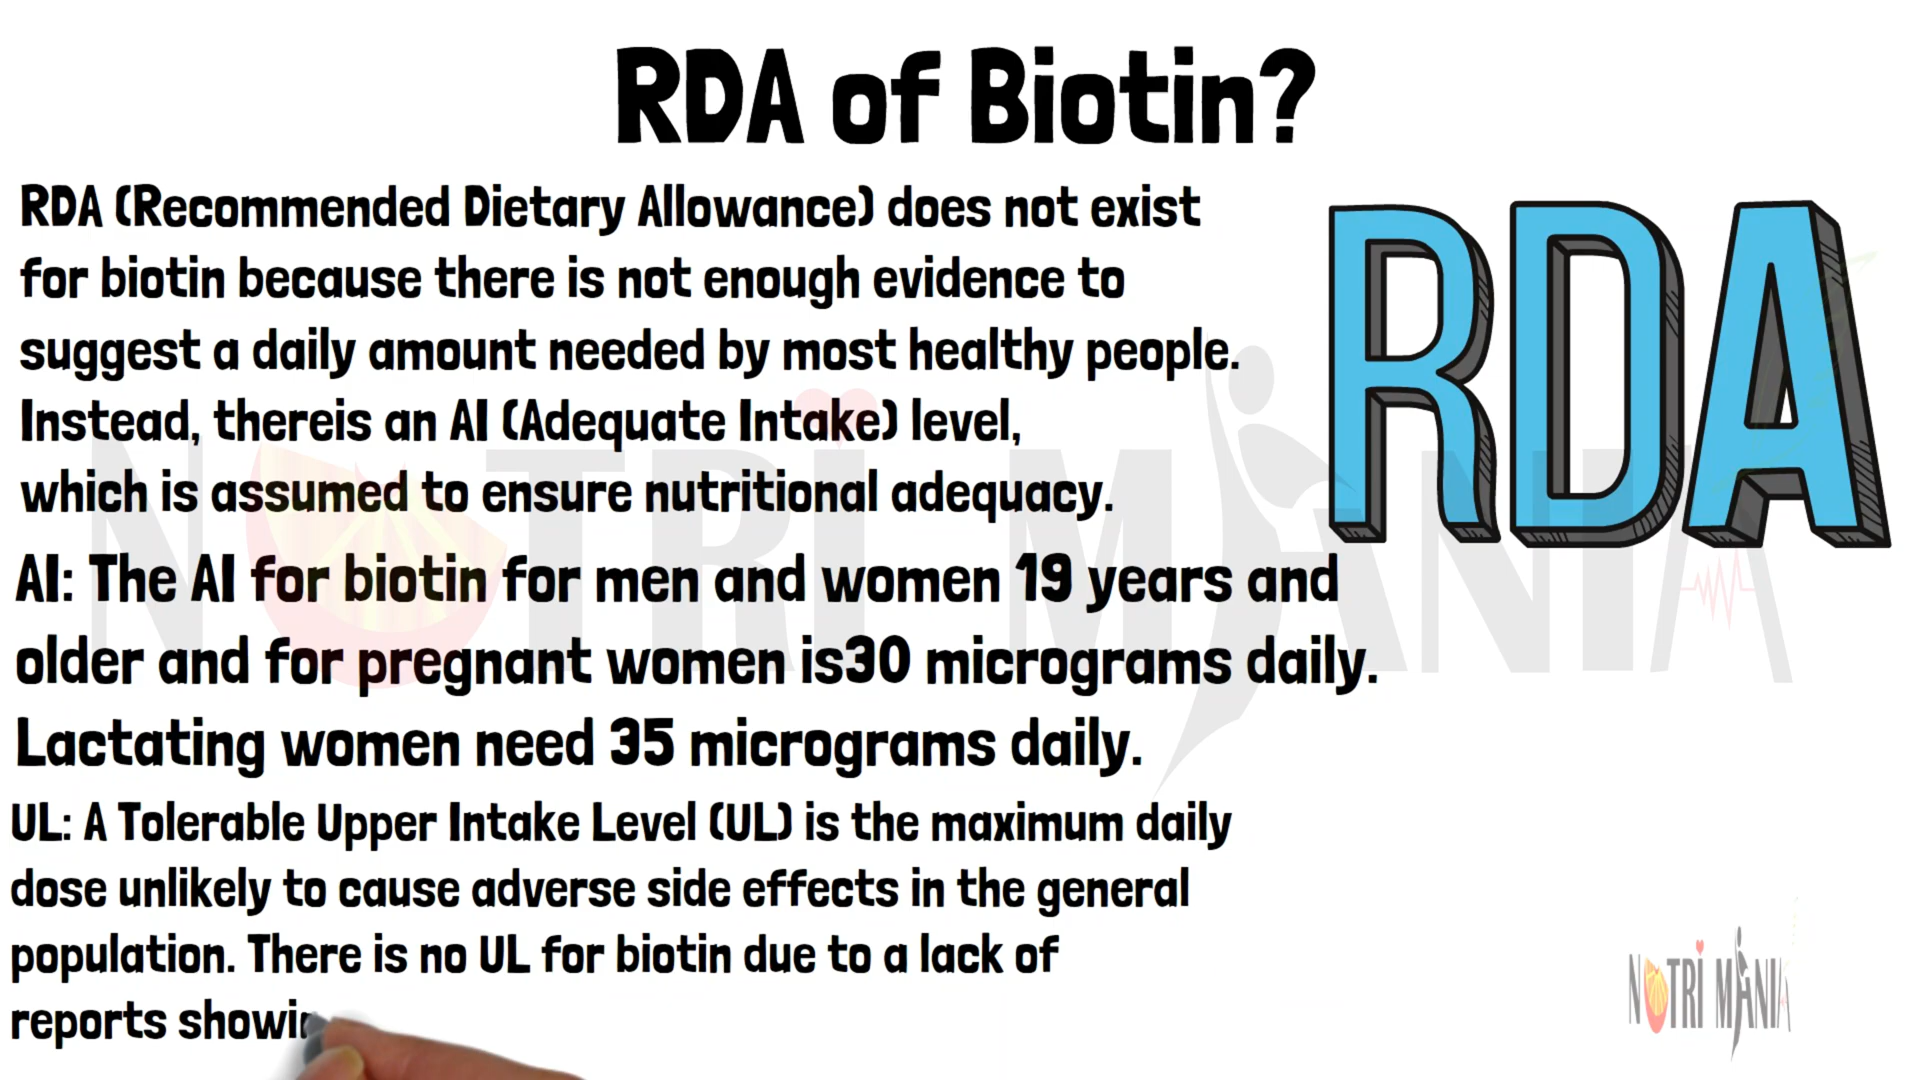 RDA of Biotin?
RDA (Recommended Dietary Allowance) does not exist
for biotin because there is not enough evidence to
suggest a daily amount needed by most healthy people.
Instead, thereis an AI (Adequate Intake) level,
which is assumed to ensure nutritional adequacy.
RDA
AI: The AI for biotin for men and women 19 years and
older and for pregnant women is30 micrograms daily.
Lactating women need 35 micrograms daily.
UL: A Tolerable Upper Intake Level (UL) is the maximum daily
dose unlikely to cause adverse side effects in the general
population. There is no UL for biotin due to a lack of
reports showin
NOTRI MANIA
NOTRI MANIA